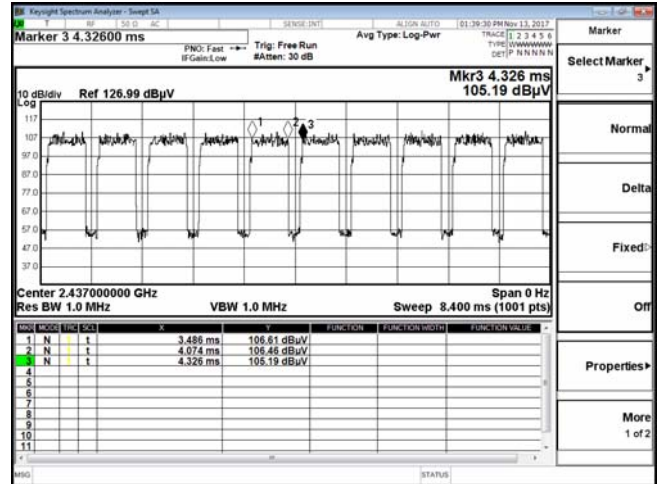 Keysight Spectrum Analyzer - Swept SA
T RF 50 Ω AC SENSE:INT ALIGN AUTO 01:39:30 PM Nov 13, 2017
Marker 3 4.32600 ms
PNO: Fast
IFGain:Low
Trig: Free Run
#Atten: 30 dB
Avg Type: Log-Pwr
TRACE 1 2 3 4 5 6
TYPE WWWWWW
DET P N N N N N
Mkr3 4.326 ms
105.19 dBµV
10 dB/div Ref 126.99 dBµV
Log
117
107
97.0
87.0
77.0
67.0
57.0
47.0
37.0
1 2 3
Center 2.437000000 GHz Span 0 Hz
Res BW 1.0 MHz VBW 1.0 MHz Sweep 8.400 ms (1001 pts)
MKR MODE TRC SCL X Y FUNCTION FUNCTION WIDTH FUNCTION VALUE
1 N t 3.486 ms 106.61 dBµV
2 N t 4.074 ms 106.46 dBµV
3 N t 4.326 ms 105.19 dBµV
4
5
6
7
8
9
10
11
MSG STATUS
Marker
Select Marker
3
Normal
Delta
Fixed
Off
Properties
More
1 of 2